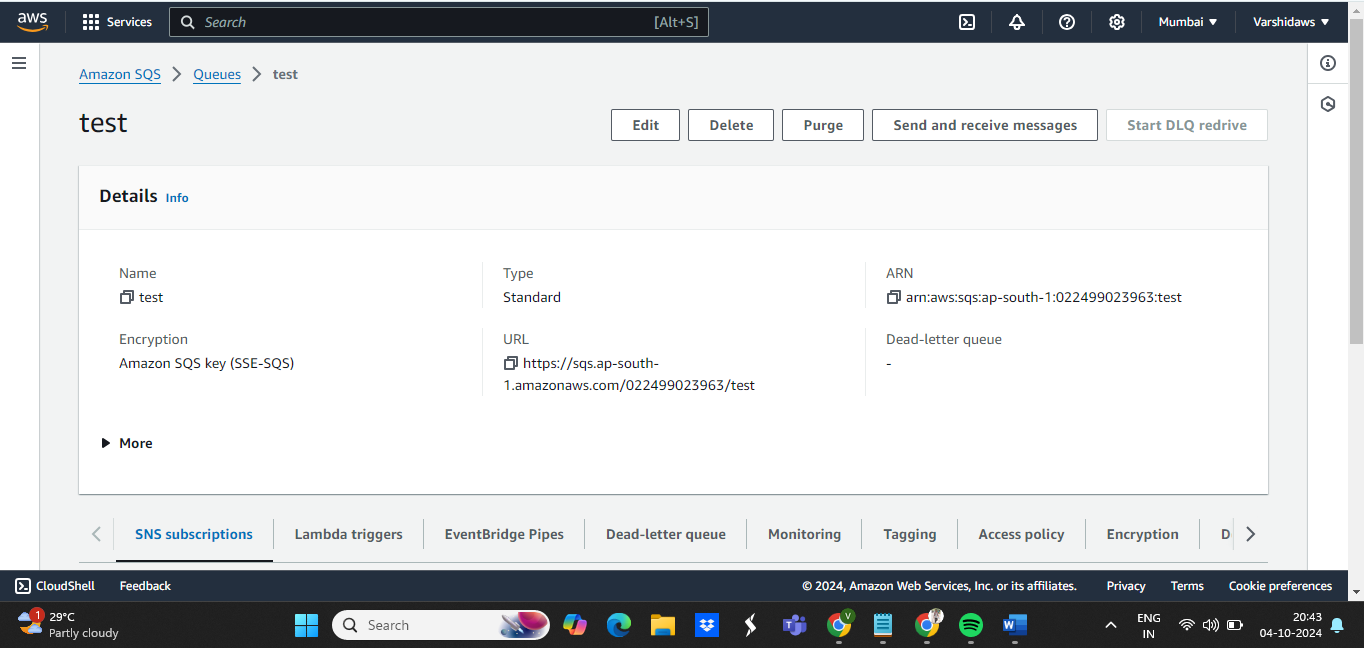 aws
Services
Search [Alt+S]
Mumbai ▼
Varshidaws ▼
Amazon SQS > Queues > test
test
Edit
Delete
Purge
Send and receive messages
Start DLQ redrive
Details Info
Name
test
Type
Standard
ARN
arn:aws:sqs:ap-south-1:022499023963:test
Encryption
Amazon SQS key (SSE-SQS)
URL
https://sqs.ap-south-
1.amazonaws.com/022499023963/test
Dead-letter queue
-
More
SNS subscriptions
Lambda triggers
EventBridge Pipes
Dead-letter queue
Monitoring
Tagging
Access policy
Encryption
D
CloudShell
Feedback
© 2024, Amazon Web Services, Inc. or its affiliates.
Privacy
Terms
Cookie preferences
1
29°C
Partly cloudy
Search
V
T
W
ENG
IN
20:43
04-10-2024